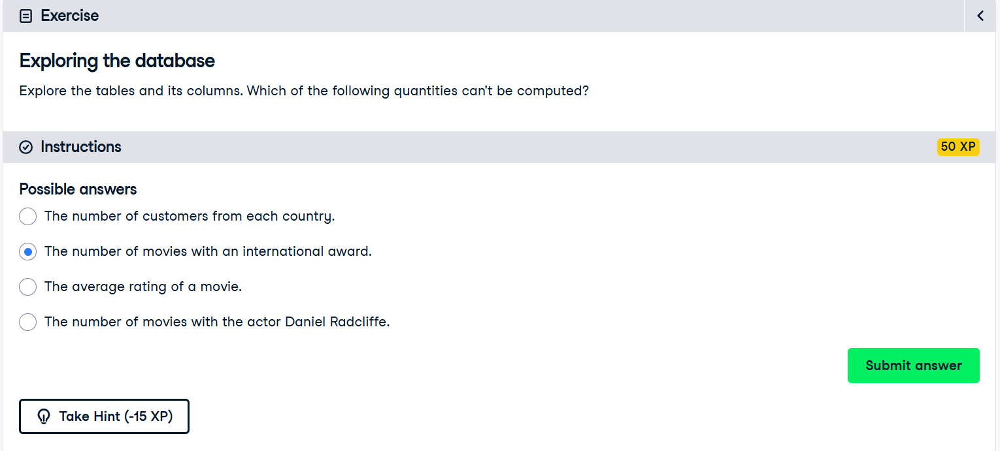 Exercise
Exploring the database
Explore the tables and its columns. Which of the following quantities can't be computed?
Instructions
50 XP
Possible answers
The number of customers from each country.
The number of movies with an international award.
The average rating of a movie.
The number of movies with the actor Daniel Radcliffe.
Submit answer
Take Hint (-15 XP)